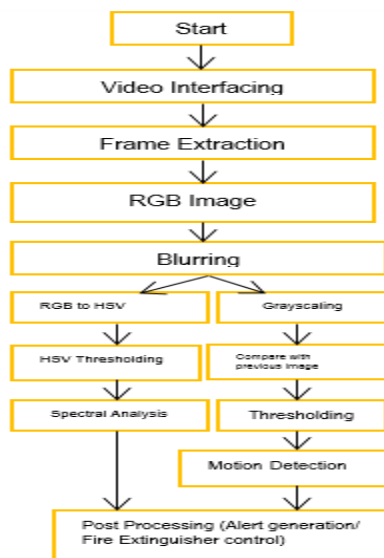 Start
Video Interfacing
Frame Extraction
RGB Image
Blurring
RGB to HSV
Grayscaling
HSV Thresholding
Compare with
previous image
Spectral Analysis
Thresholding
Motion Detection
Post Processing (Alert generation/
Fire Extinguisher control)